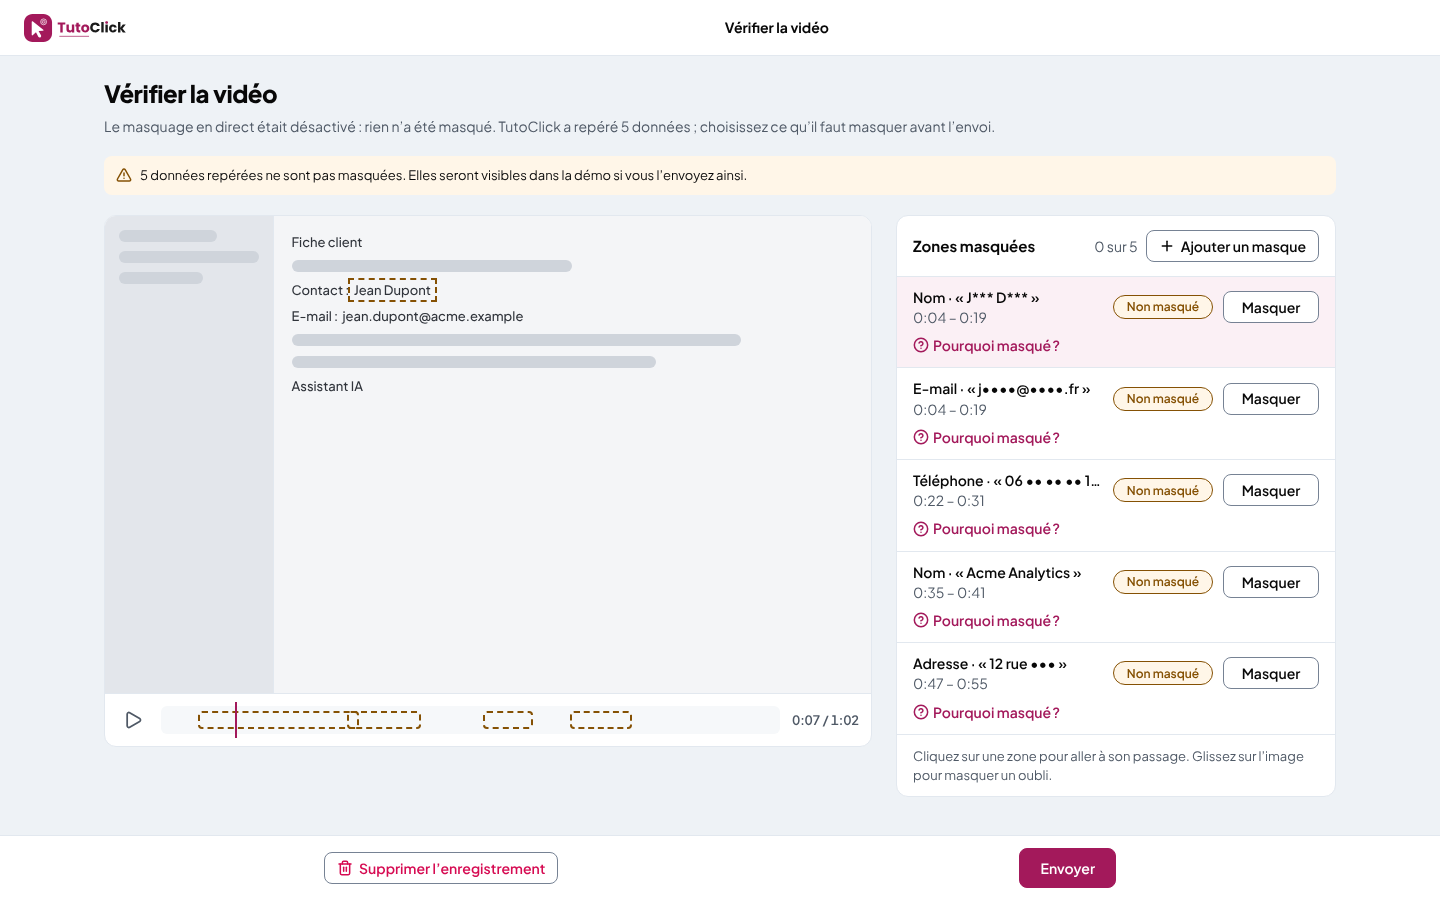 TutoClick
Vérifier la vidéo
Vérifier la vidéo
Le masquage en direct était désactivé : rien n’a été masqué. TutoClick a repéré 5 données ; choisissez ce qu’il faut masquer avant l’envoi.
5 données repérées ne sont pas masquées. Elles seront visibles dans la démo si vous l’envoyez ainsi.
Fiche client
Contact : Jean Dupont
E-mail : jean.dupont@acme.example
Assistant IA
0:07 / 1:02
Zones masquées
0 sur 5
Ajouter un masque
Nom · « J*** D*** »
0:04 – 0:19
Non masqué
Masquer
Pourquoi masqué ?
E-mail · « j••••@••••.fr »
0:04 – 0:19
Non masqué
Masquer
Pourquoi masqué ?
Téléphone · « 06 •• •• •• 1…
0:22 – 0:31
Non masqué
Masquer
Pourquoi masqué ?
Nom · « Acme Analytics »
0:35 – 0:41
Non masqué
Masquer
Pourquoi masqué ?
Adresse · « 12 rue ••• »
0:47 – 0:55
Non masqué
Masquer
Pourquoi masqué ?
Cliquez sur une zone pour aller à son passage. Glissez sur l’image
pour masquer un oubli.
Supprimer l’enregistrement
Envoyer